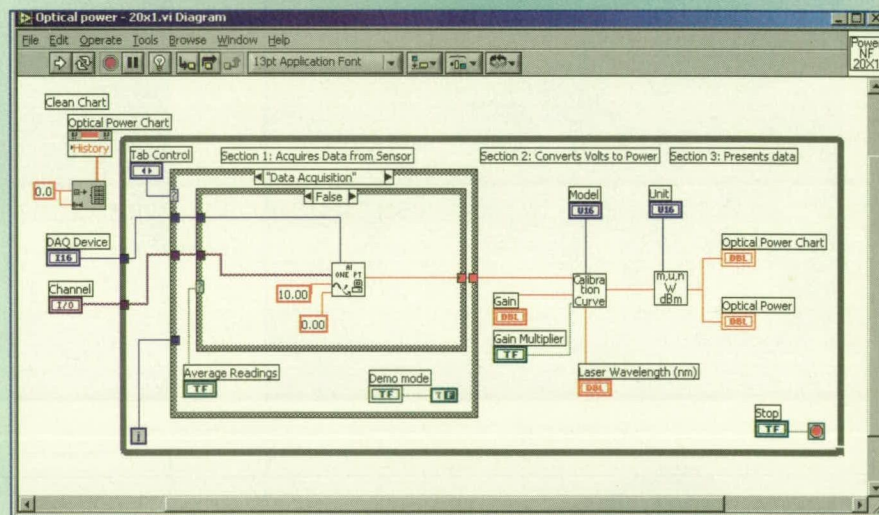 Optical power - 20x1.vi Diagram
File Edit Operate Tools Browse Window Help
13pt Application Font
Power
NF
20X1
Clean Chart
Optical Power Chart
History
0.0
Tab Control
Section 1: Acquires Data from Sensor
Section 2: Converts Volts to Power
Section 3: Presents data
"Data Acquisition"
False
Model
U16
Unit
U16
DAQ Device
I16
Channel
I/O
AI
ONE PT
10.00
0.00
Calibra
tion
Curve
m,u,n
W
dBm
Optical Power Chart
DBL
Optical Power
DBL
Gain
DBL
Gain Multiplier
TF
Laser Wavelength (nm)
DBL
Average Readings
TF
Demo mode
TF
T F
Stop
TF
i